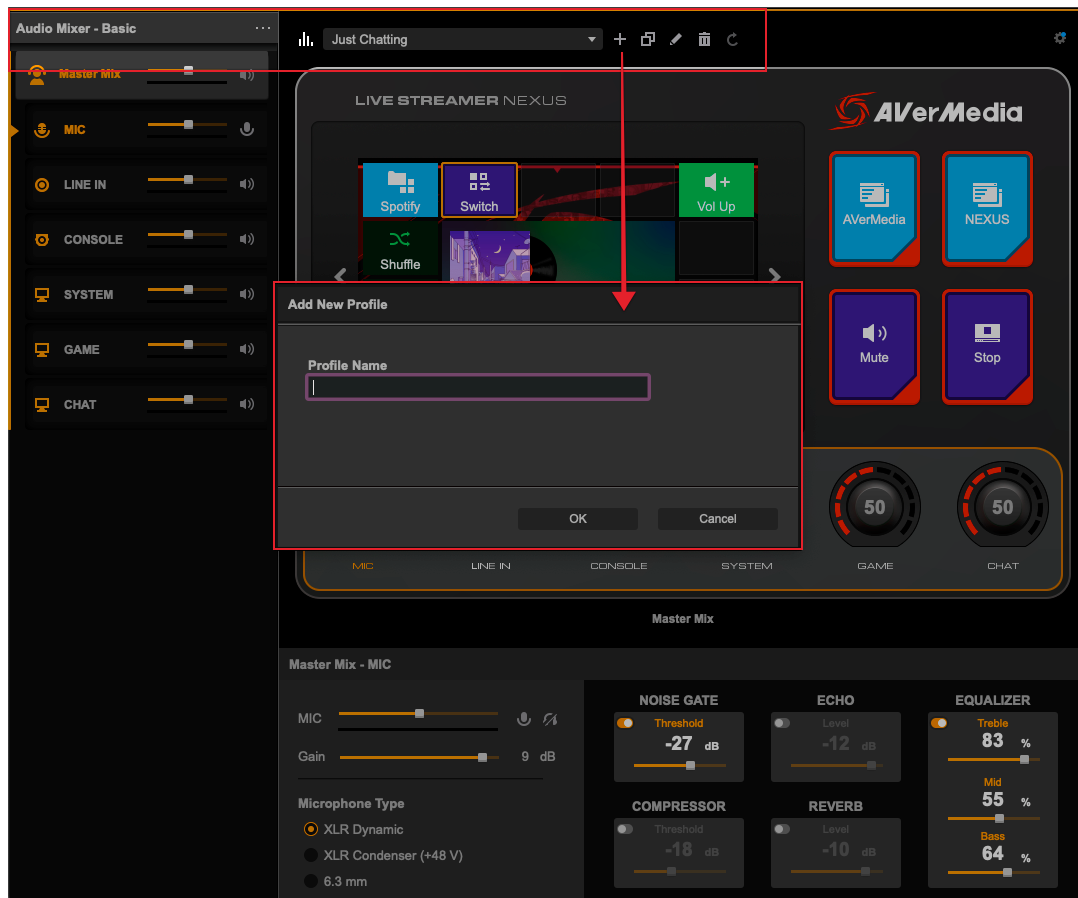 Audio Mixer - Basic
Just Chatting
Master Mix
MIC
LINE IN
CONSOLE
SYSTEM
GAME
CHAT
LIVE STREAMER NEXUS
AVerMedia
Spotify
Switch
Vol Up
Shuffle
AVerMedia
NEXUS
Mute
Stop
Add New Profile
Profile Name
OK
Cancel
50
50
MIC
LINE IN
CONSOLE
SYSTEM
GAME
CHAT
Master Mix
Master Mix - MIC
MIC
Gain
9 dB
Microphone Type
XLR Dynamic
XLR Condenser (+48 V)
6.3 mm
NOISE GATE
Threshold
-27 dB
ECHO
Level
-12 dB
EQUALIZER
Treble
83 %
Mid
55 %
Bass
64 %
COMPRESSOR
Threshold
-18 dB
REVERB
Level
-10 dB